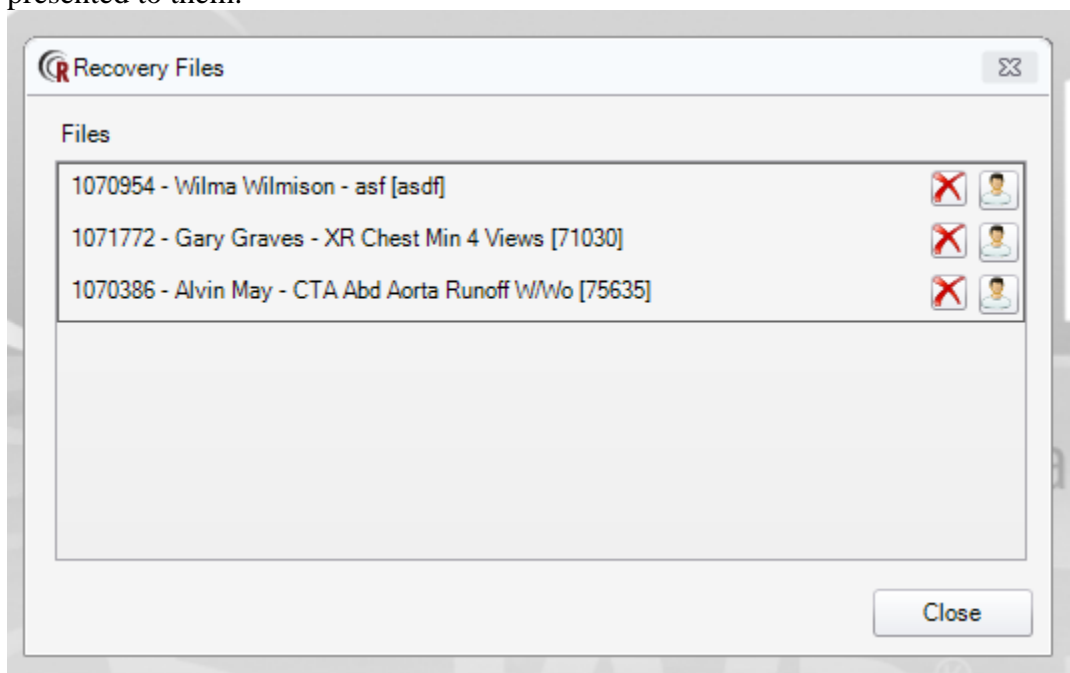 presented to them.
Recovery Files
Files
1070954 - Wilma Wilmison - asf [asdf]
1071772 - Gary Graves - XR Chest Min 4 Views [71030]
1070386 - Alvin May - CTA Abd Aorta Runoff W/Wo [75635]
Close